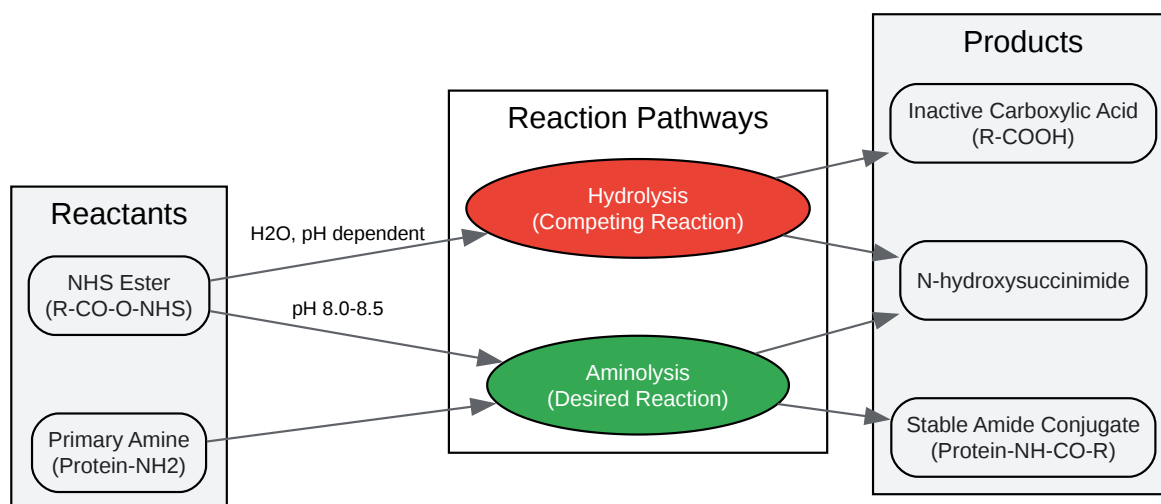 Reactants
NHS Ester
(R-CO-O-NHS)
Primary Amine
(Protein-NH2)
H2O, pH dependent
pH 8.0-8.5
Reaction Pathways
Hydrolysis
(Competing Reaction)
Aminolysis
(Desired Reaction)
Products
Inactive Carboxylic Acid
(R-COOH)
N-hydroxysuccinimide
Stable Amide Conjugate
(Protein-NH-CO-R)